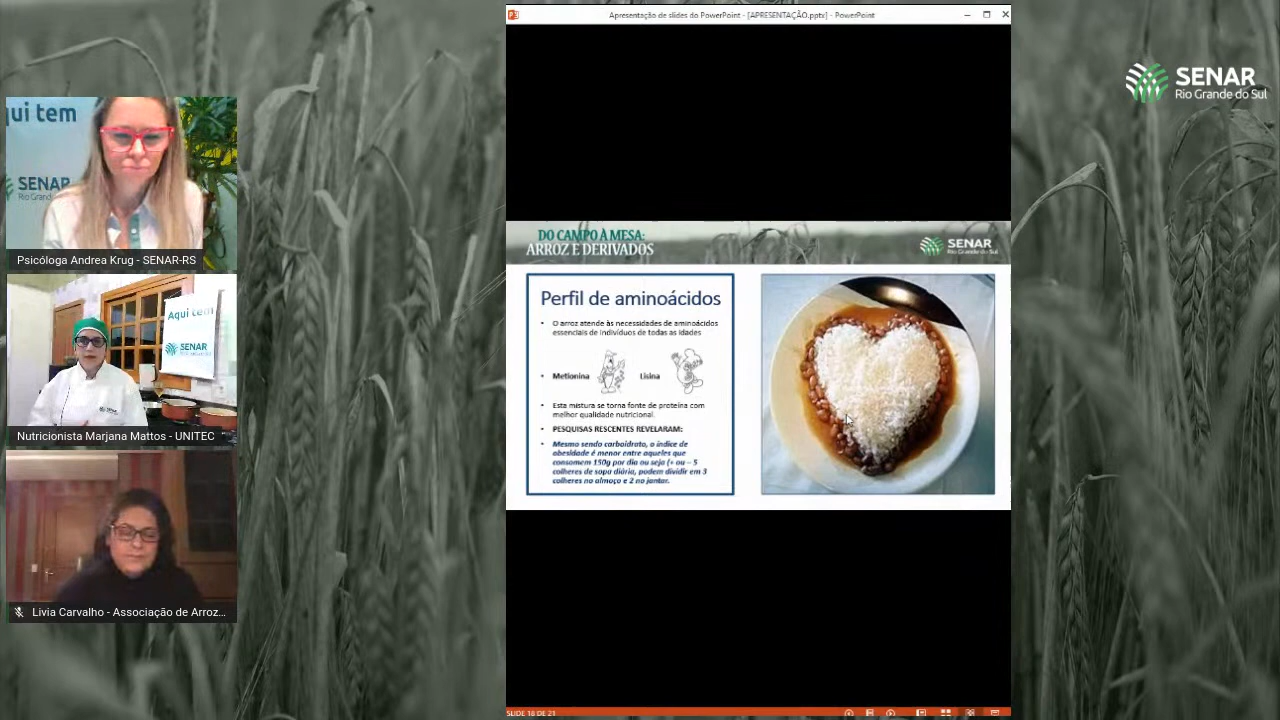 Apresentação de slides do PowerPoint - [APRESENTAÇÃO.pptx] - PowerPoint
SENAR
Rio Grande do Sul
qui tem
SENAR
Psicóloga Andrea Krug - SENAR-RS
Aqui tem
SENAR
Nutricionista Marjana Mattos - UNITEC
Livia Carvalho - Associação de Arroz...
DO CAMPO À MESA:
ARROZ E DERIVADOS
SENAR
Rio Grande do Sul
Perfil de aminoácidos
• O arroz atende às necessidades de aminoácidos
essenciais de indivíduos de todas as idades
• Metionina Lisina
• Esta mistura se torna fonte de proteína com
melhor qualidade nutricional.
• PESQUISAS RESCENTES REVELARAM:
• Mesmo sendo carboidrato, o índice de
obesidade é menor entre aqueles que
consomem 150g por dia ou seja (+ ou – 5
colheres de sopa diária, podem dividir em 3
colheres no almoço e 2 no jantar.
SLIDE 18 DE 21